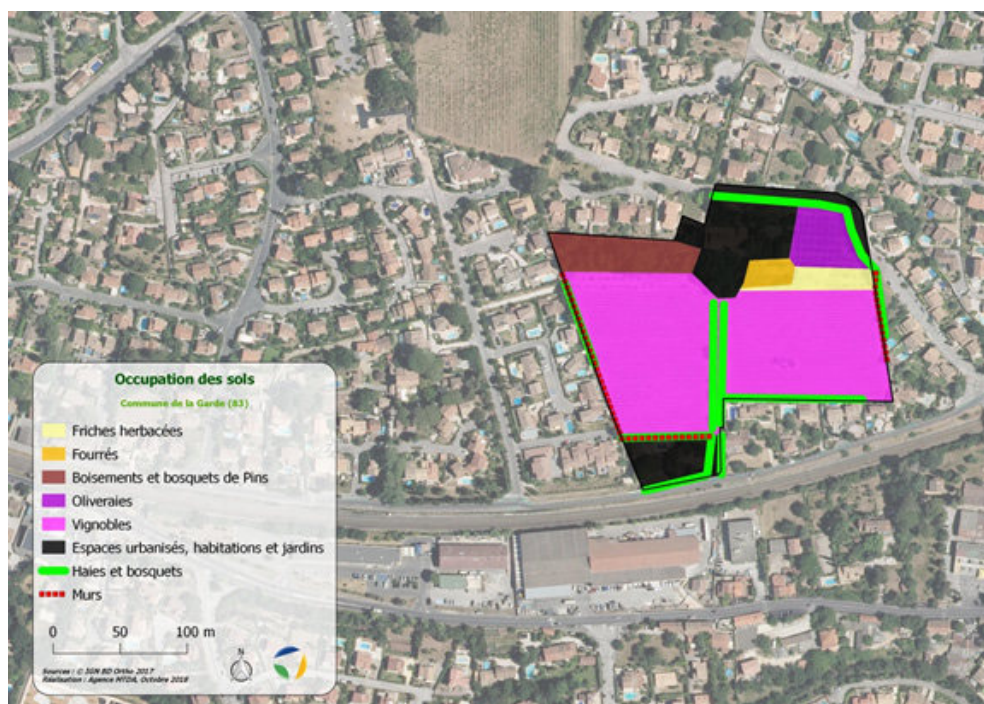 Occupation des sols
Commune de la Garde (83)
Friches herbacées
Fourrés
Boisements et bosquets de Pins
Oliveraies
Vignobles
Espaces urbanisés, habitations et jardins
Haies et bosquets
Murs
0 50 100 m
N
Sources : © IGN BD Ortho 2017
Réalisation : Agence MTDA, Octobre 2018